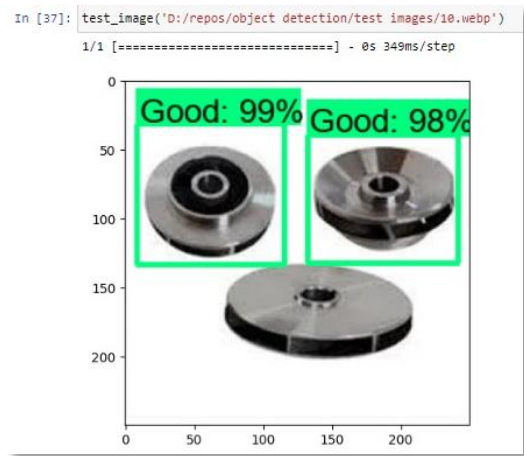 In [37]: test_image('D:/repos/object detection/test images/10.webp')
1/1 [==============================] - 0s 349ms/step
0
Good: 99%
Good: 98%
50
100
150
200
0 50 100 150 200